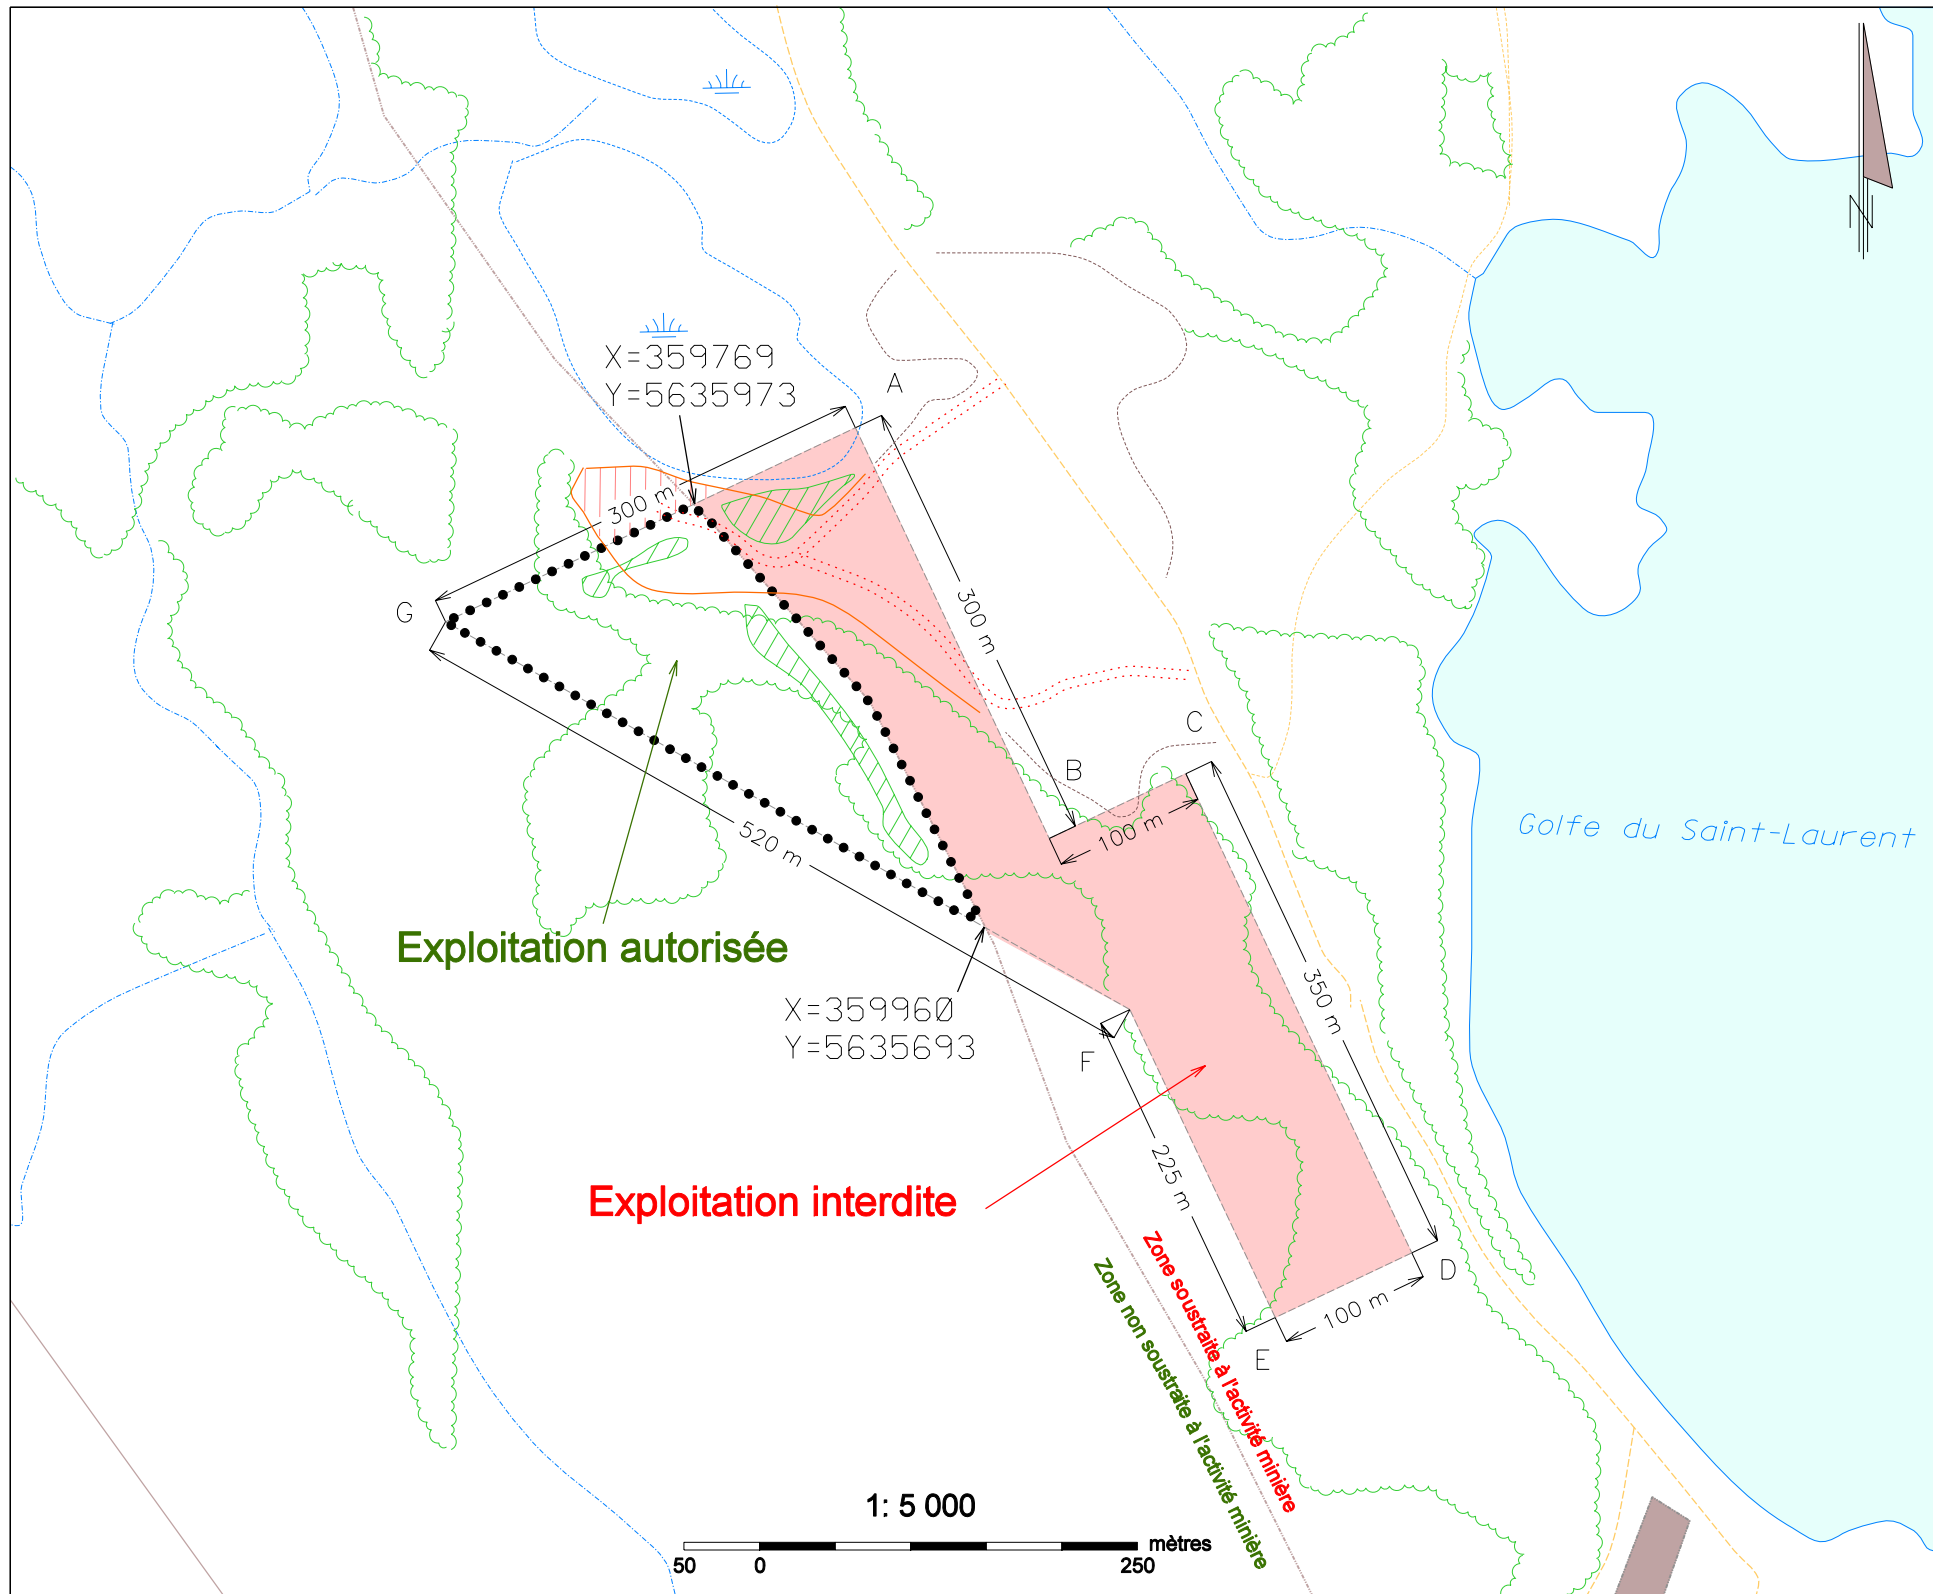 N
X=359769
Y=5635973
A
300 m
G
300 m
C
B
100 m
520 m
Golfe du Saint-Laurent
Exploitation autorisée
350 m
X=359960
Y=5635693
F
225 m
Exploitation interdite
D
100 m
E
Zone soustraite à l'activité minière
Zone non soustraite à l'activité minière
1: 5 000
mètres
50 0 250